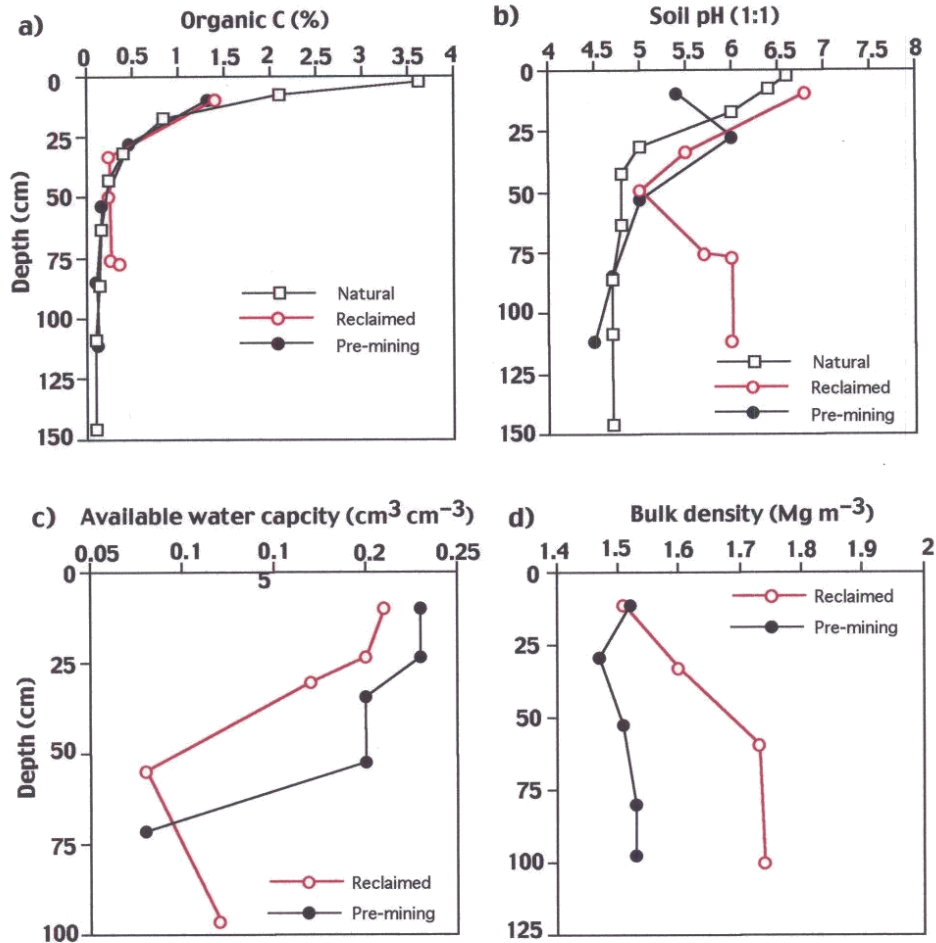 a)
Organic C (%)
0 0.5 1 1.5 2 2.5 3 3.5 4
0
25
50
75
100
125
150
Depth (cm)
Natural
Reclaimed
Pre-mining
b)
Soil pH (1:1)
4 4.5 5 5.5 6 6.5 7 7.5 8
0
25
50
75
100
125
150
Natural
Reclaimed
Pre-mining
c)
Available water capcity (cm³ cm⁻³)
0.05 0.1 0.1 0.2 0.25
5
0
25
50
75
100
Depth (cm)
Reclaimed
Pre-mining
d)
Bulk density (Mg m⁻³)
1.4 1.5 1.6 1.7 1.8 1.9 2
0
25
50
75
100
125
Reclaimed
Pre-mining